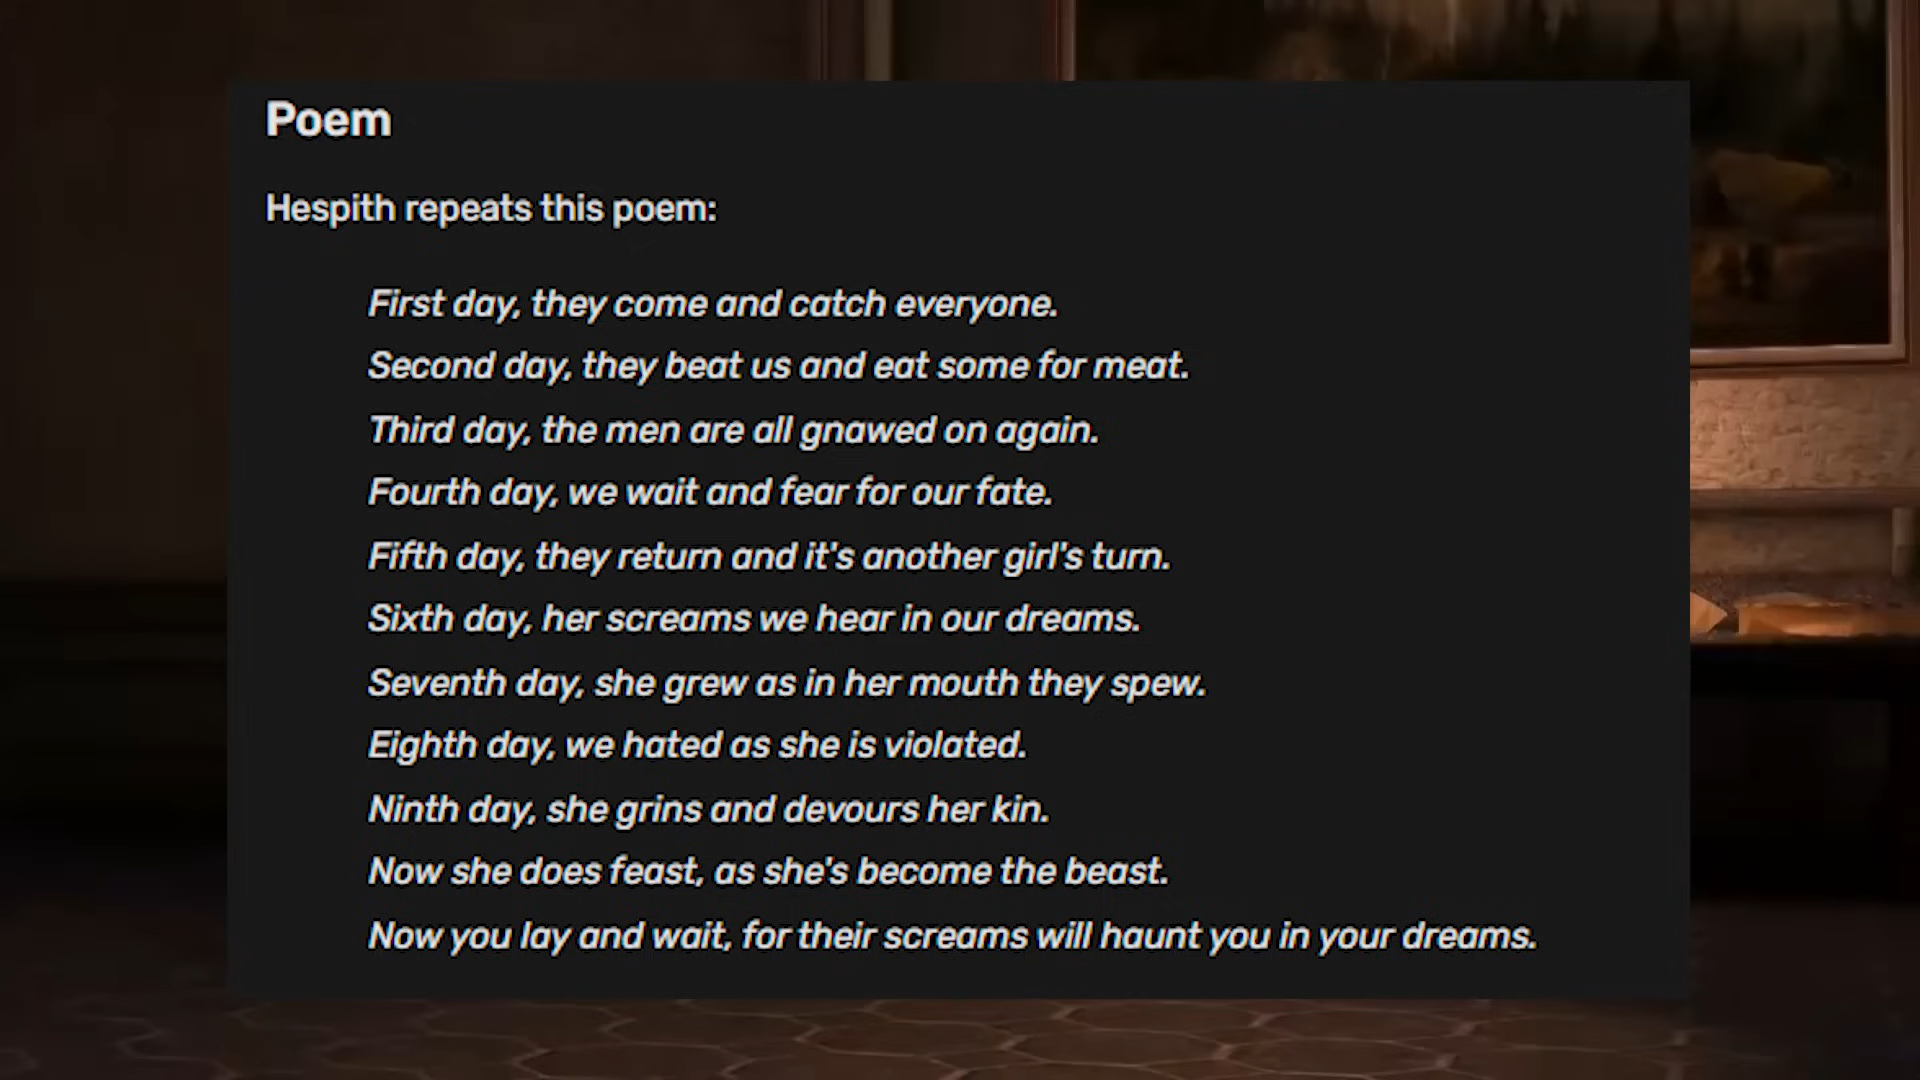 Poem
Hespith repeats this poem:
First day, they come and catch everyone.
Second day, they beat us and eat some for meat.
Third day, the men are all gnawed on again.
Fourth day, we wait and fear for our fate.
Fifth day, they return and it's another girl's turn.
Sixth day, her screams we hear in our dreams.
Seventh day, she grew as in her mouth they spew.
Eighth day, we hated as she is violated.
Ninth day, she grins and devours her kin.
Now she does feast, as she's become the beast.
Now you lay and wait, for their screams will haunt you in your dreams.